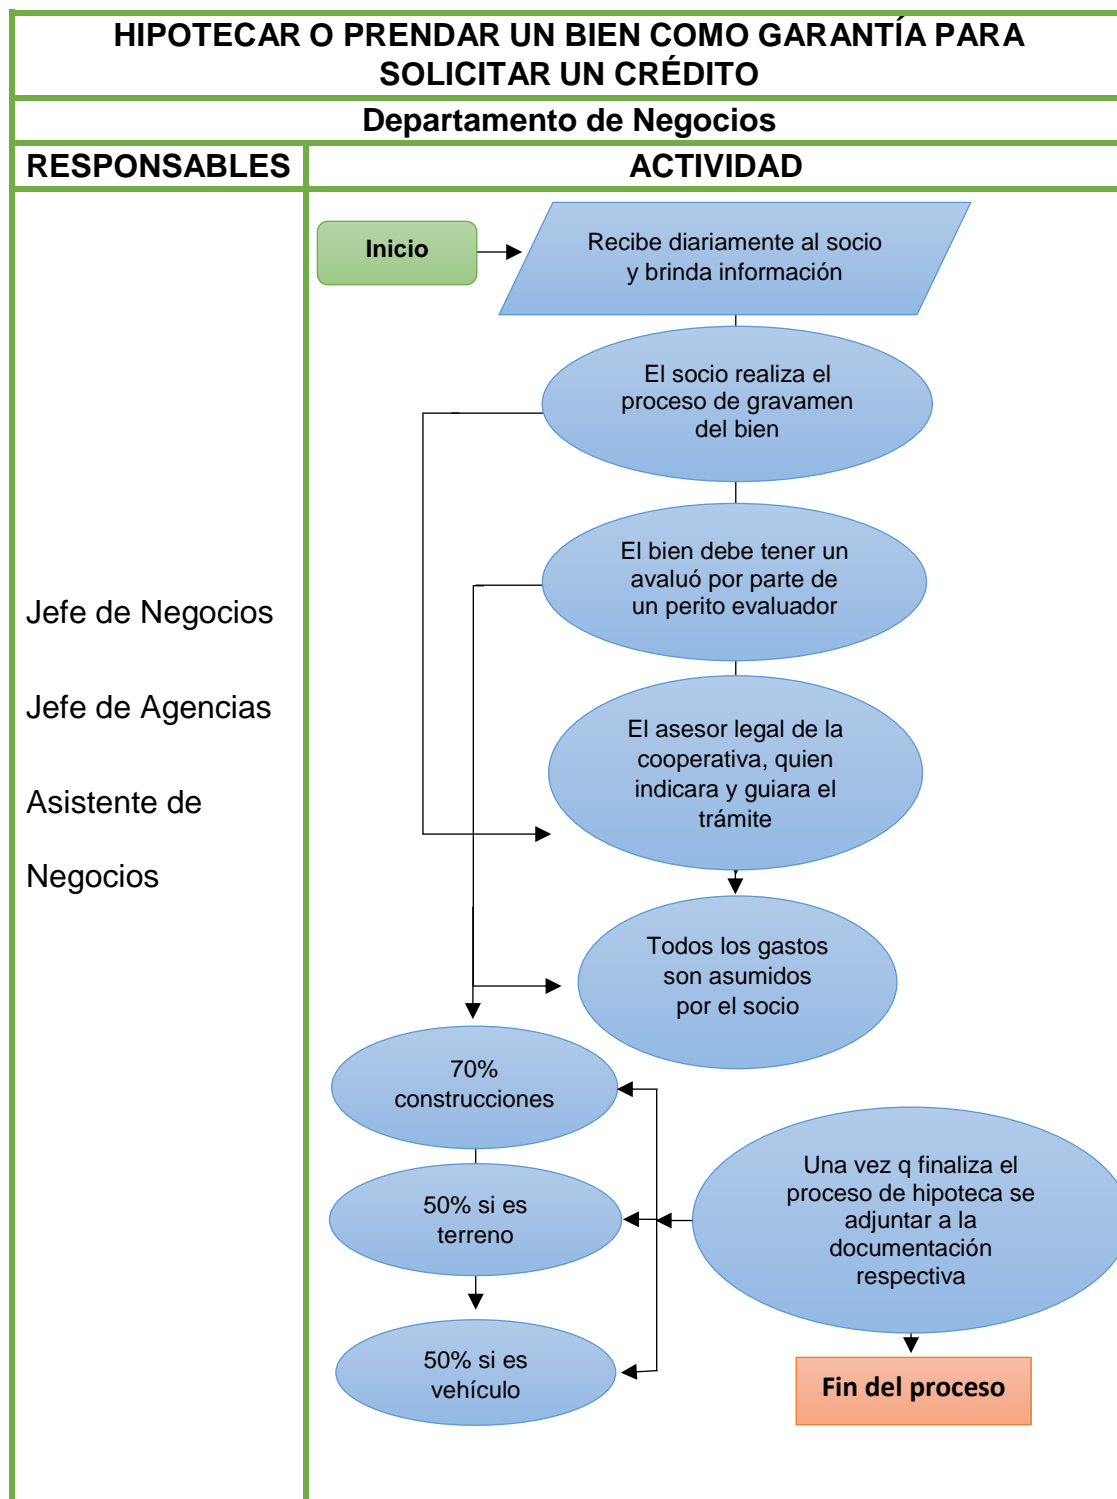 HIPOTECAR O PRENDAR UN BIEN COMO GARANTÍA PARA
SOLICITAR UN CRÉDITO
Departamento de Negocios
RESPONSABLES
ACTIVIDAD
Jefe de Negocios
Jefe de Agencias
Asistente de
Negocios
Inicio
Recibe diariamente al socio
y brinda información
El socio realiza el
proceso de gravamen
del bien
El bien debe tener un
avaluó por parte de
un perito evaluador
El asesor legal de la
cooperativa, quien
indicara y guiara el
trámite
Todos los gastos
son asumidos
por el socio
70%
construcciones
50% si es
terreno
50% si es
vehículo
Una vez q finaliza el
proceso de hipoteca se
adjuntar a la
documentación
respectiva
Fin del proceso